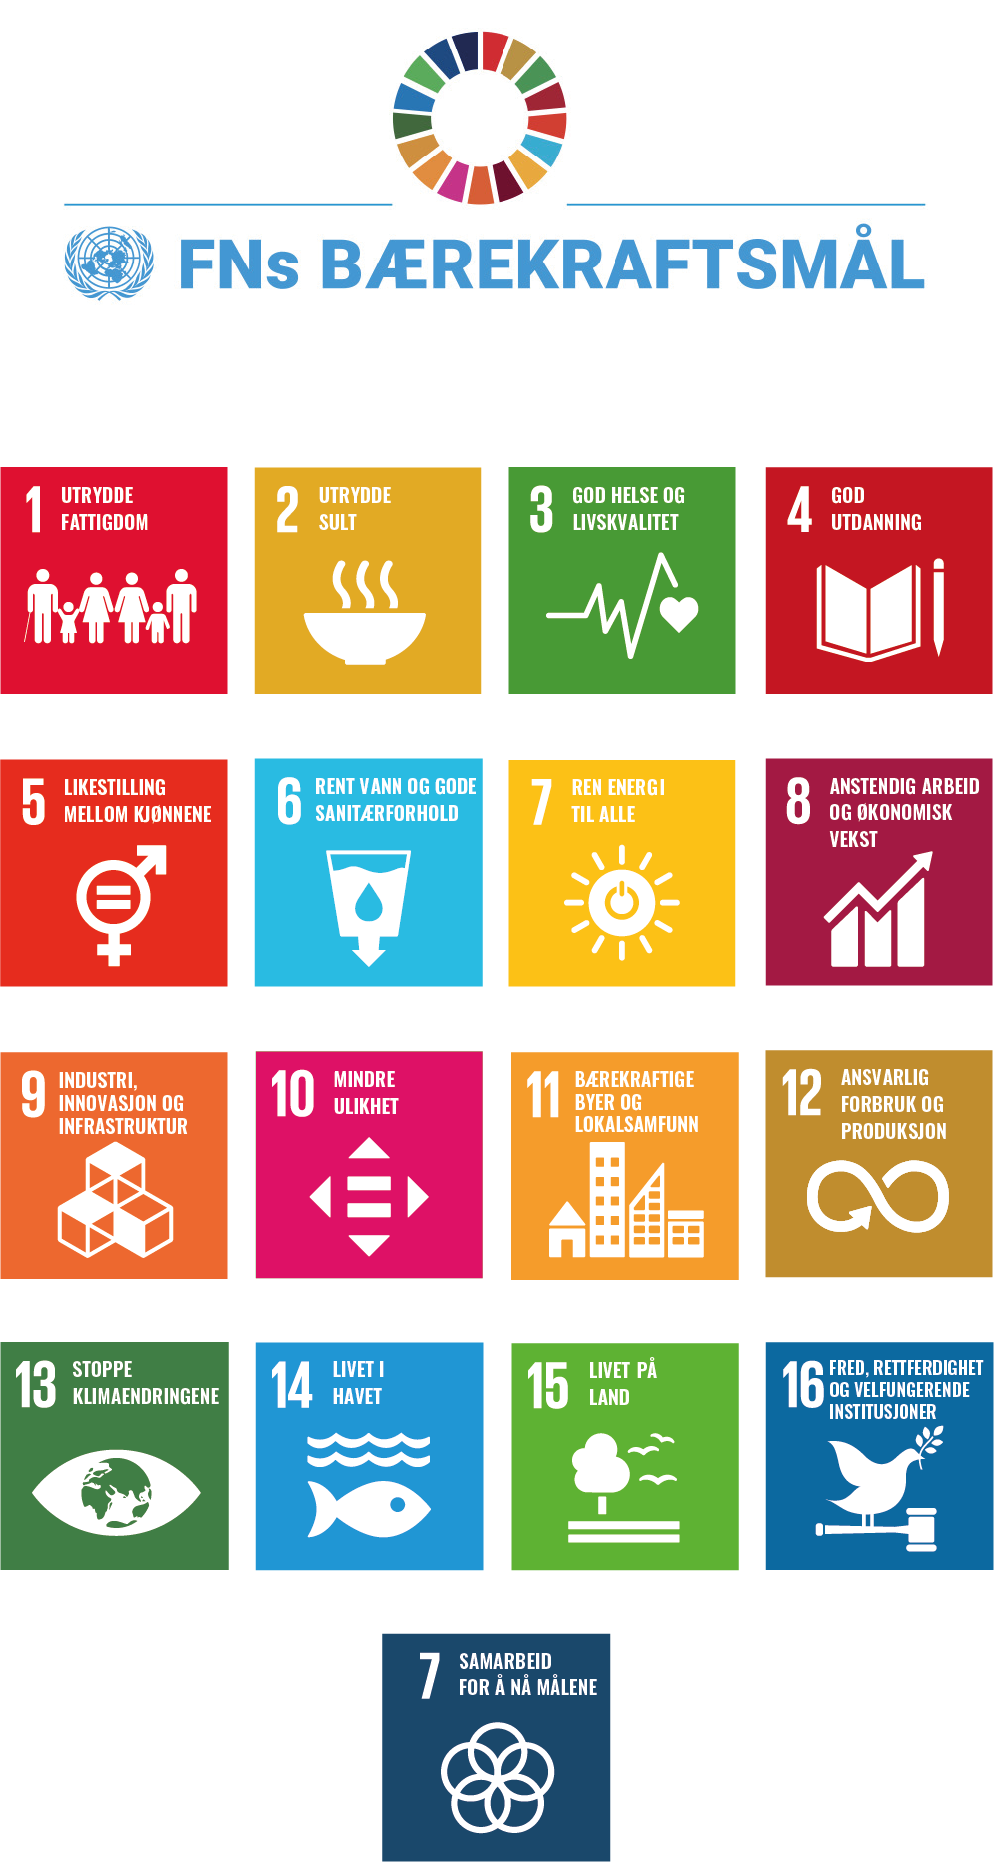 FNs BÆREKRAFTSMÅL
1 UTRYDDE
FATTIGDOM
2 UTRYDDE
SULT
3 GOD HELSE OG
LIVSKVALITET
4 GOD
UTDANNING
5 LIKESTILLING
MELLOM KJØNNENE
6 RENT VANN OG GODE
SANITÆRFORHOLD
7 REN ENERGI
TIL ALLE
8 ANSTENDIG ARBEID
OG ØKONOMISK
VEKST
9 INDUSTRI,
INNOVASJON OG
INFRASTRUKTUR
10 MINDRE
ULIKHET
11 BÆREKRAFTIGE
BYER OG
LOKALSAMFUNN
12 ANSVARLIG
FORBRUK OG
PRODUKSJON
13 STOPPE
KLIMAENDRINGENE
14 LIVET I
HAVET
15 LIVET PÅ
LAND
16 FRED, RETTFERDIGHET
OG VELFUNGERENDE
INSTITUSJONER
7 SAMARBEID
FOR Å NÅ MÅLENE